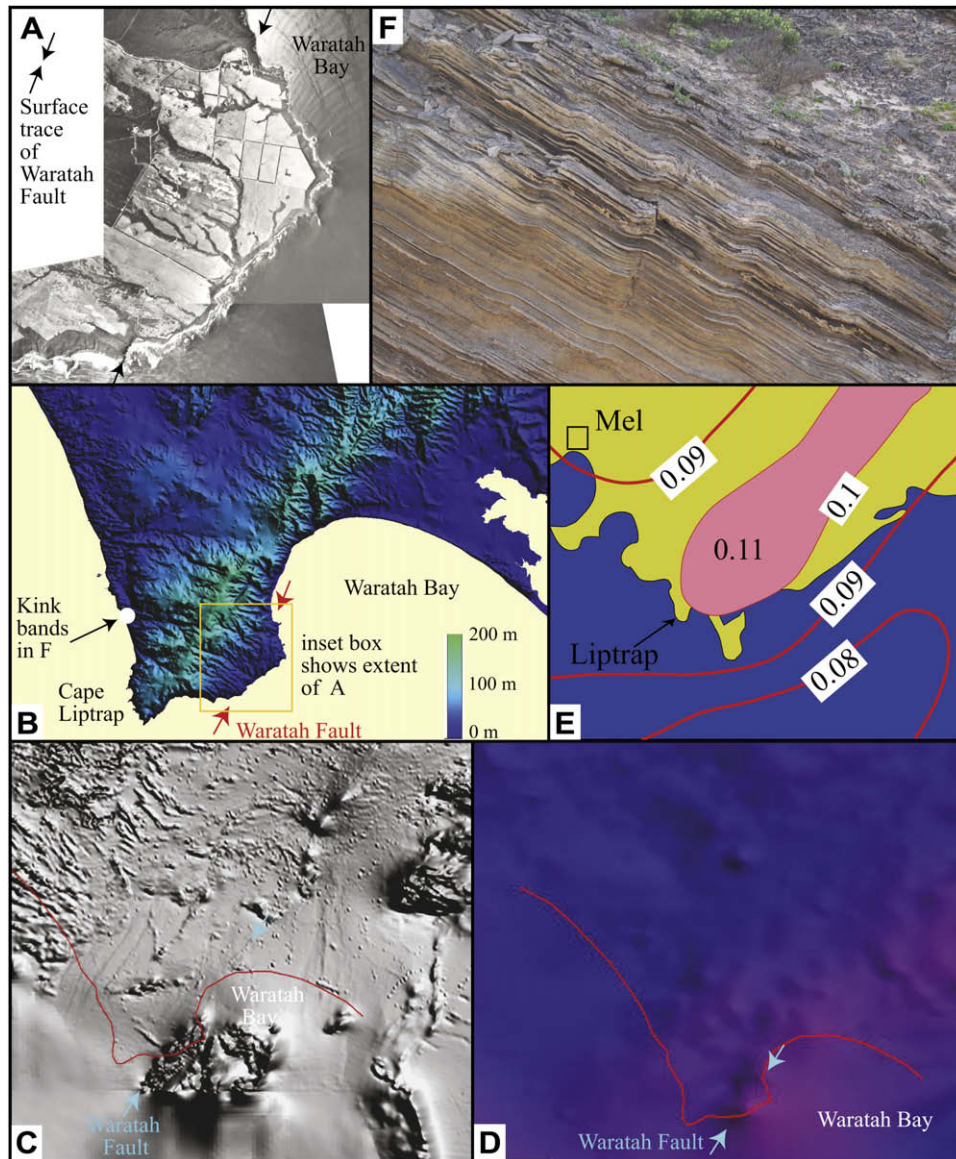 A
Surface
trace
of
Waratah
Fault
Waratah
Bay
F
B
Kink
bands
in F
Cape
Liptrap
Waratah Bay
inset box
shows extent
of A
Waratah Fault
200 m
100 m
0 m
E
Mel
0.09
0.1
0.11
0.09
0.08
Liptrap
C
Waratah
Bay
Waratah
Fault
D
Waratah Fault
Waratah Bay